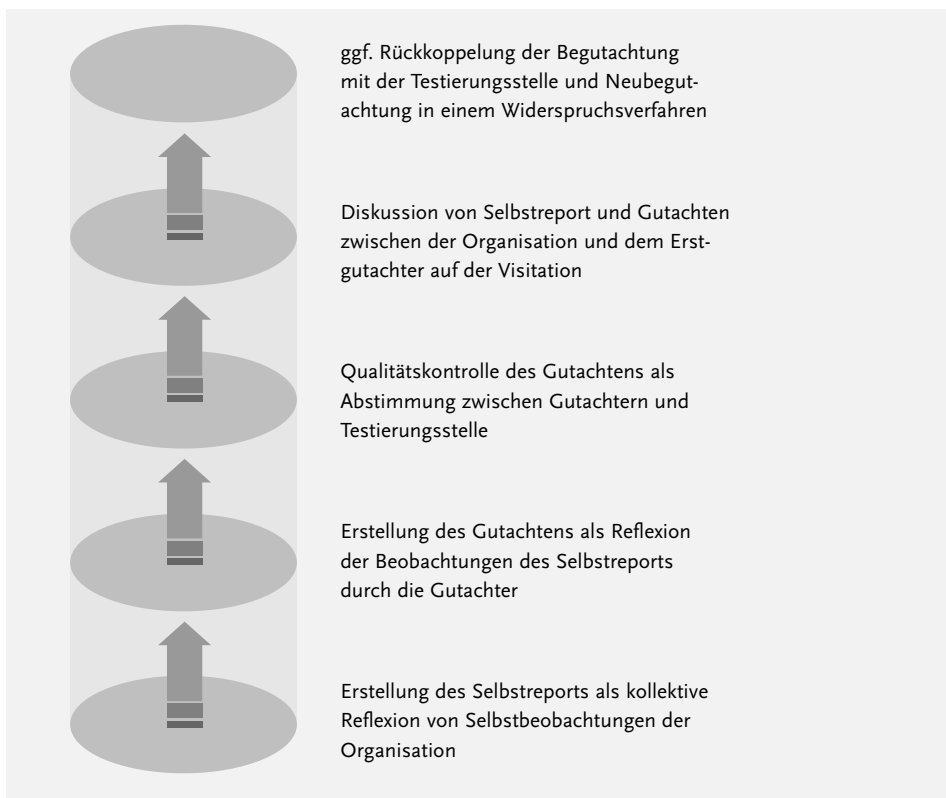 ggf. Rückkoppelung der Begutachtung
mit der Testierungsstelle und Neubegut-
achtung in einem Widerspruchsverfahren
Diskussion von Selbstreport und Gutachten
zwischen der Organisation und dem Erst-
gutachter auf der Visitation
Qualitätskontrolle des Gutachtens als
Abstimmung zwischen Gutachtern und
Testierungsstelle
Erstellung des Gutachtens als Reflexion
der Beobachtungen des Selbstreports
durch die Gutachter
Erstellung des Selbstreports als kollektive
Reflexion von Selbstbeobachtungen der
Organisation